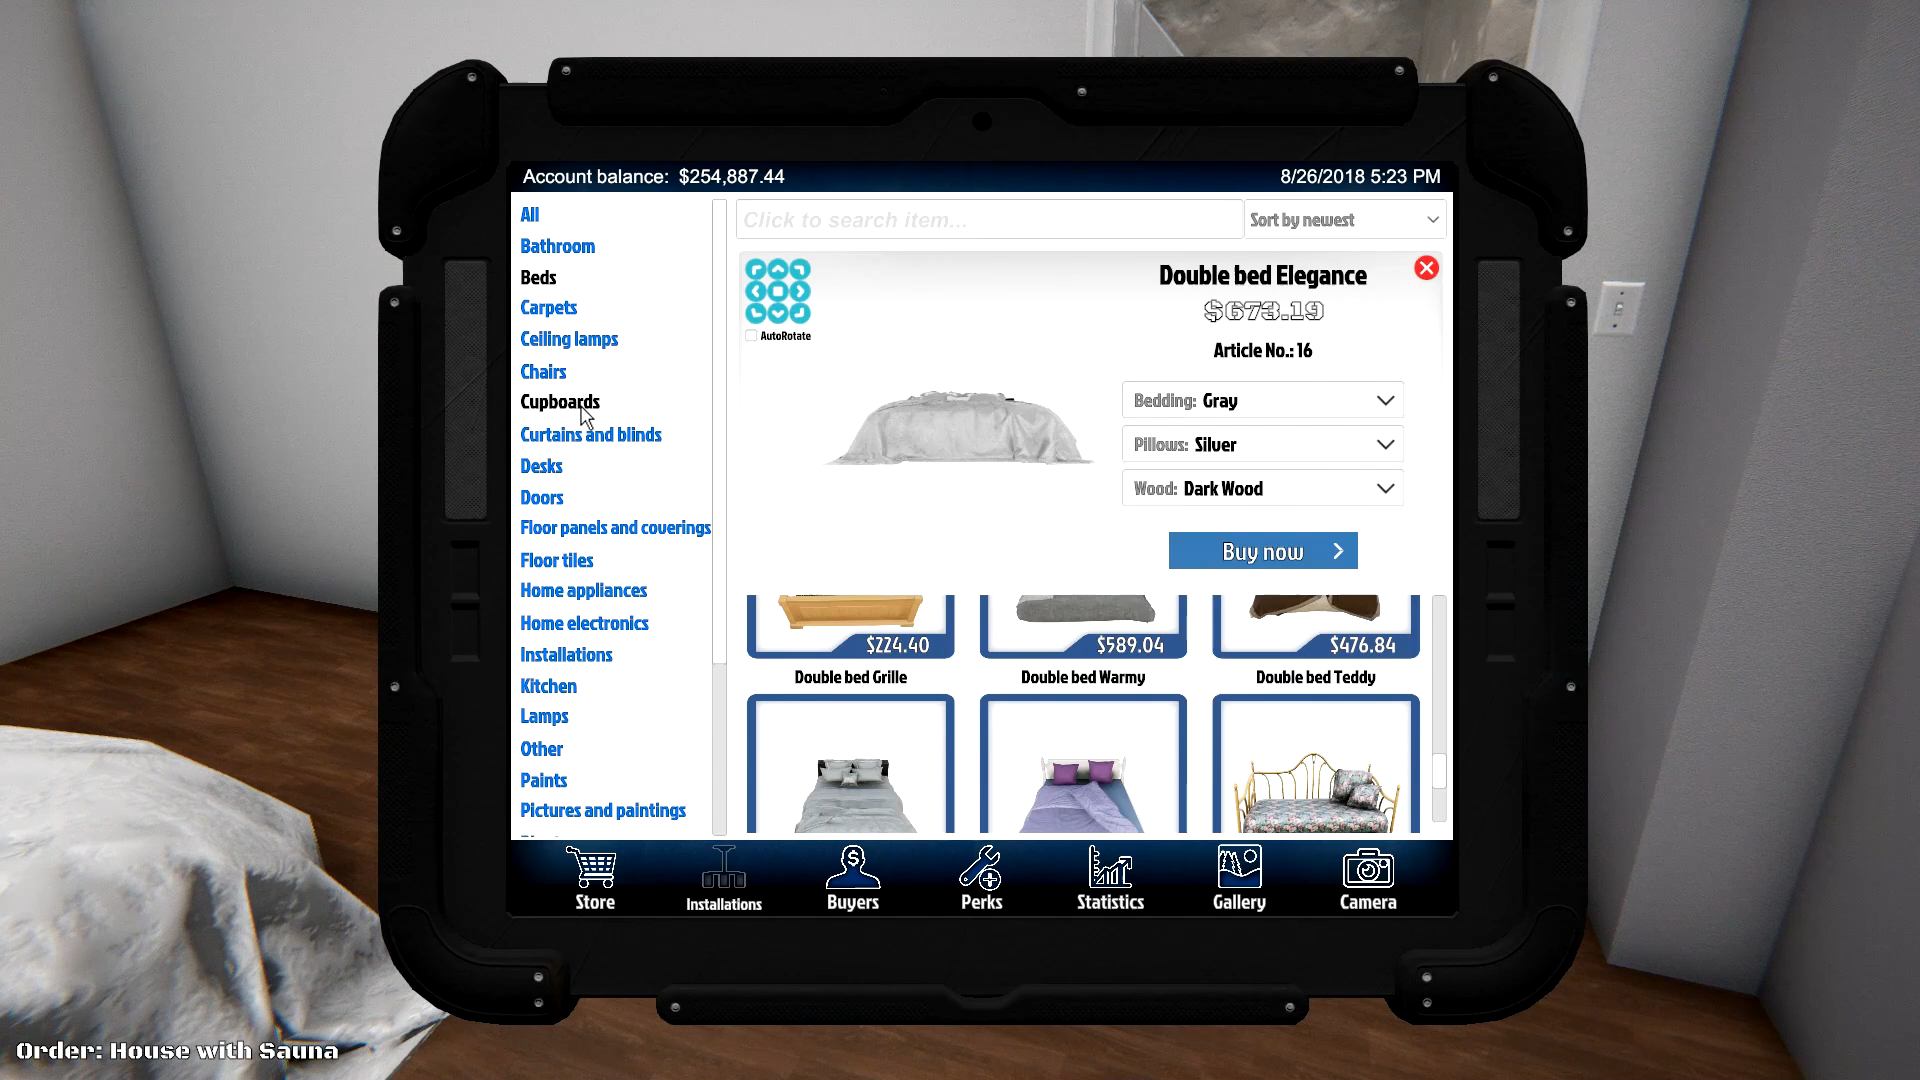 Account balance: $254,887.44
8/26/2018 5:23 PM
All
Bathroom
Beds
Carpets
Ceiling lamps
Chairs
Cupboards
Curtains and blinds
Desks
Doors
Floor panels and coverings
Floor tiles
Home appliances
Home electronics
Installations
Kitchen
Lamps
Other
Paints
Pictures and paintings
Click to search item...
Sort by newest
AutoRotate
Double bed Elegance
$673.19
Article No.: 16
Bedding: Gray
Pillows: Silver
Wood: Dark Wood
Buy now
$224.40
$589.04
$476.84
Double bed Grille
Double bed Warmy
Double bed Teddy
Store
Installations
Buyers
Perks
Statistics
Gallery
Camera
Order: House with Sauna